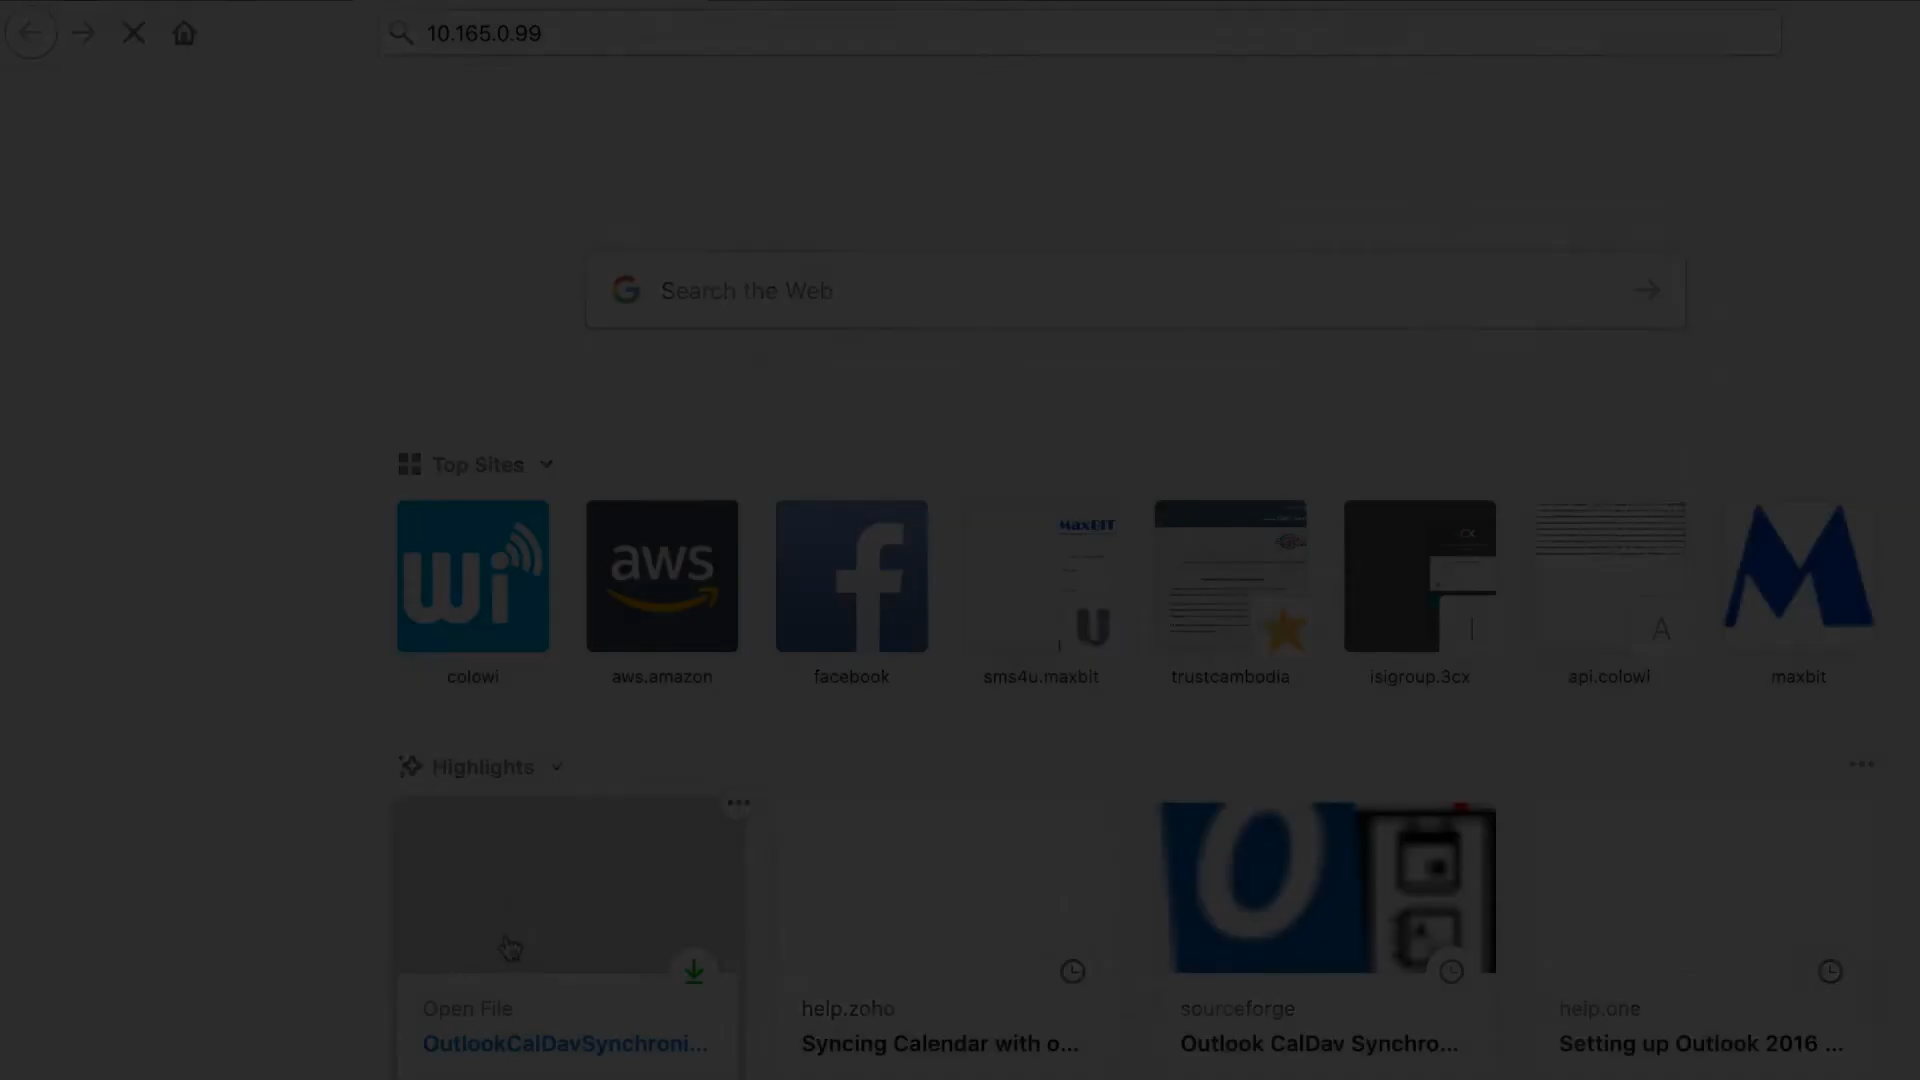 10.165.0.99
Search the Web
Top Sites
Wi
aws
f
MaxBIT
U
CX
A
M
colowi
aws.amazon
facebook
sms4u.maxbit
trustcambodia
isigroup.3cx
api.colowi
maxbit
Highlights
Open File
OutlookCalDavSynchroni...
help.zoho
Syncing Calendar with o...
sourceforge
Outlook CalDav Synchro...
help.one
Setting up Outlook 2016 ...